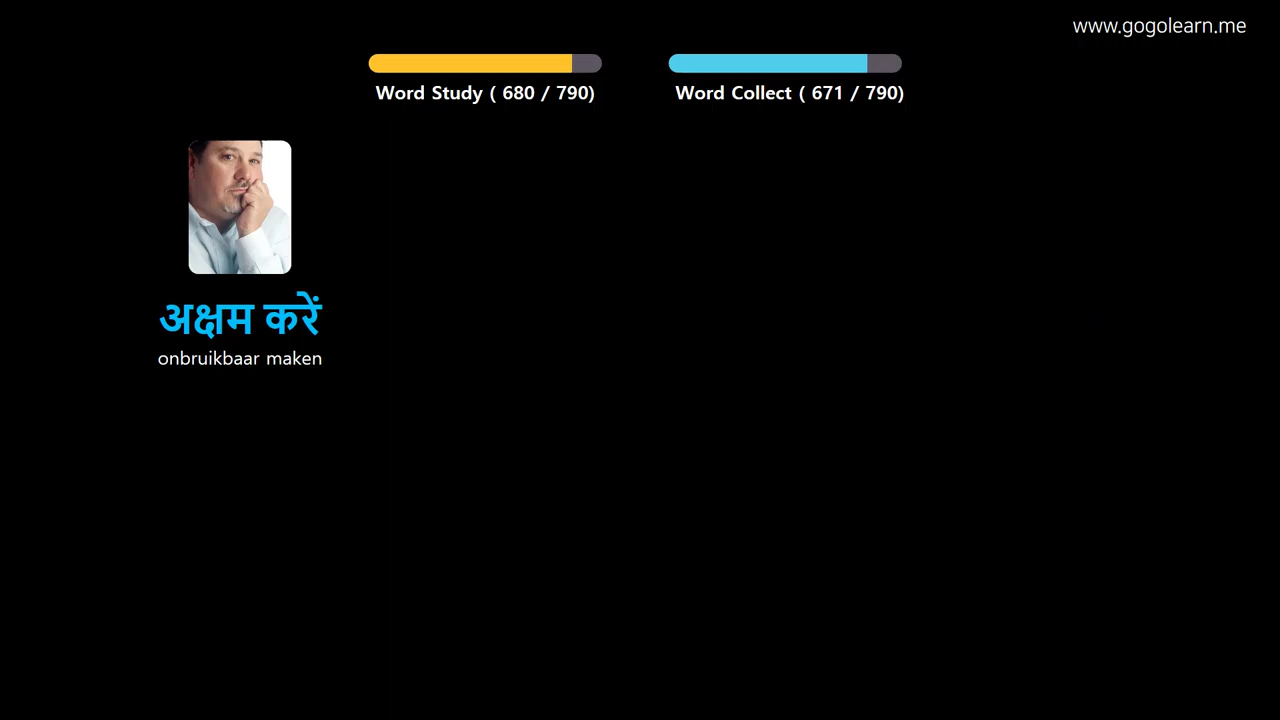 www.gogolearn.me
Word Study ( 680 / 790)
Word Collect ( 671 / 790)
अक्षम करें
onbruikbaar maken